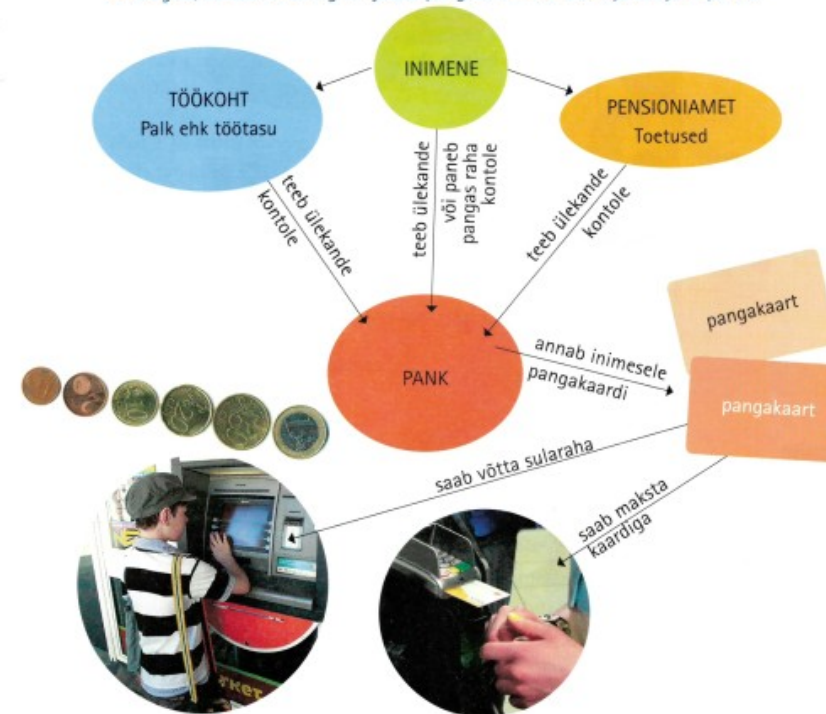 INIMENE
TÖÖKOHT
Palk ehk töötasu
PENSIONIAMET
Toetused
teeb ülekande
kontole
teeb ülekande
või paneb
pangas raha
kontole
teeb ülekande
kontole
PANK
annab inimesele
pangakaardi
pangakaart
pangakaart
saab võtta sularaha
saab maksta
kaardiga